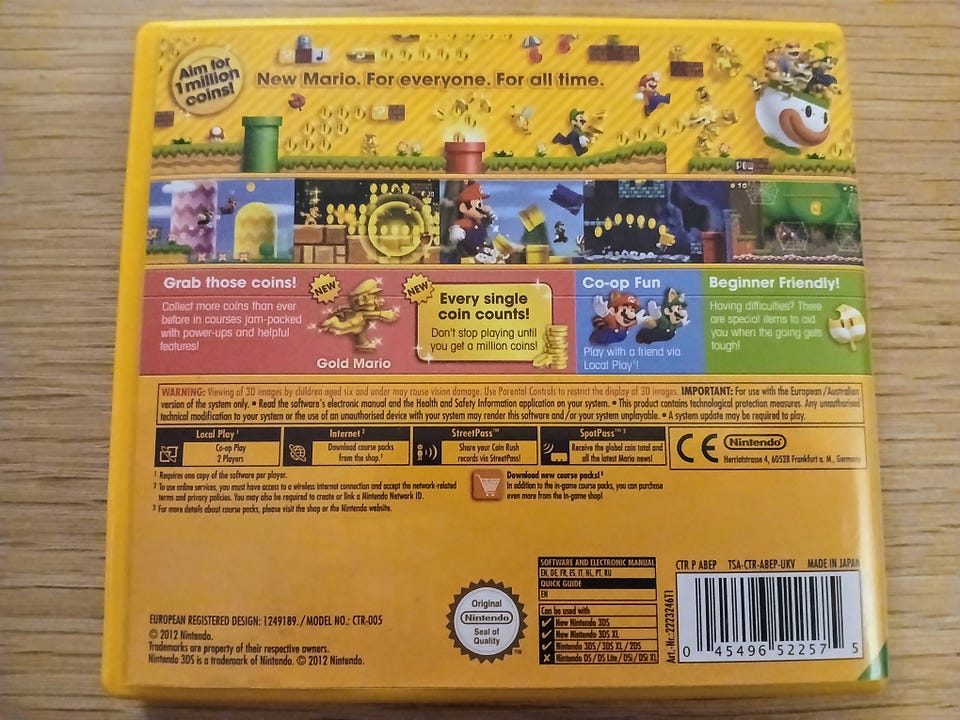 Aim for
1 million
coins!
New Mario. For everyone. For all time.
POW
Grab those coins!
Collect more coins than ever
before in courses jam-packed
with power-ups and helpful
features!
NEW
Gold Mario
NEW
Every single
coin counts!
Don't stop playing until
you get a million coins!
Co-op Fun
Play with a friend via
Local Play¹!
Beginner Friendly!
Having difficulties? There
are special items to aid
you when the going gets
tough!
WARNING: Viewing of 3D images by children aged six and under may cause vision damage. Use Parental Controls to restrict the display of 3D images. IMPORTANT: For use with the European/Australian
version of the system only. • Read the software's electronic manual and the Health and Safety Information application on your system. • This product contains technological protection measures. Any unauthorised
technical modification to your system or the use of an unauthorised device with your system may render this software and/or your system unplayable. • A system update may be required to play.
Local Play¹
Co-op Play
2 Players
Internet²
Download course packs
from the shop.³
StreetPass™
Share your Coin Rush
records via StreetPass!
SpotPass™ ²
Receive the global coin total and
all the latest Mario news!
CE
Nintendo®
Herriotstrasse 4, 60528 Frankfurt a. M., Germany
¹ Requires one copy of the software per player.
² To use online services, you must have access to a wireless internet connection and accept the network-related
terms and privacy policies. You may also be required to create or link a Nintendo Network ID.
³ For more details about course packs, please visit the shop or the Nintendo website.
Download new course packs!³
In addition to the in-game course packs, you can purchase
even more from the in-game shop!
EUROPEAN REGISTERED DESIGN: 1249189. / MODEL NO.: CTR-005
© 2012 Nintendo.
Trademarks are property of their respective owners.
Nintendo 3DS is a trademark of Nintendo. © 2012 Nintendo.
Original
Nintendo®
Seal of
Quality
TM
SOFTWARE AND ELECTRONIC MANUAL
EN, DE, FR, ES, IT, NL, PT, RU
QUICK GUIDE
EN
Can be used with
✔ New Nintendo 3DS
✔ New Nintendo 3DS XL
✔ Nintendo 3DS / 3DS XL / 2DS
✘ Nintendo DS / DS Lite / DSi / DSi XL
Art.-Nr.: 222324611
CTR P ABEP TSA-CTR-ABEP-UKV MADE IN JAPAN
0 45496 52257 5